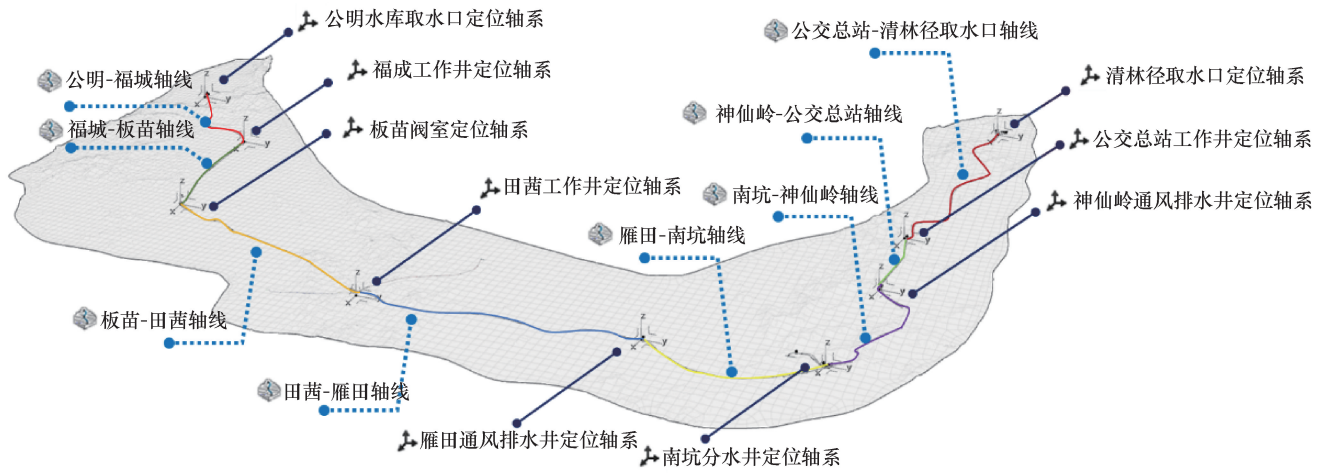 公明水库取水口定位轴系
公交总站-清林径取水口轴线
公明-福城轴线
福成工作井定位轴系
清林径取水口定位轴系
神仙岭-公交总站轴线
福城-板苗轴线
板苗阀室定位轴系
公交总站工作井定位轴系
田茜工作井定位轴系
南坑-神仙岭轴线
神仙岭通风排水井定位轴系
雁田-南坑轴线
板苗-田茜轴线
田茜-雁田轴线
雁田通风排水井定位轴系
南坑分水井定位轴系
z
x
y
z
y
z
x
y
z
x
y
z
x
y
z
x
y
z
x
y
z
x
y
z